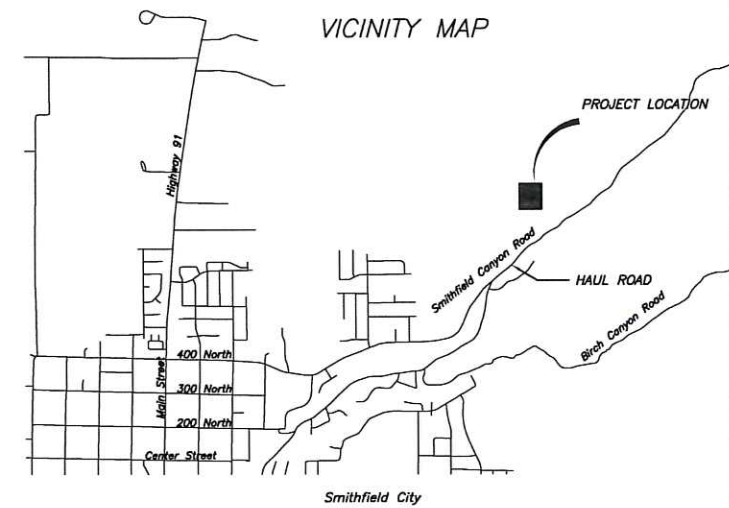 VICINITY MAP
PROJECT LOCATION
Highway 91
Smithfield Canyon Road
HAUL ROAD
Birch Canyon Road
400 North
Main Street
300 North
200 North
Center Street
Smithfield City